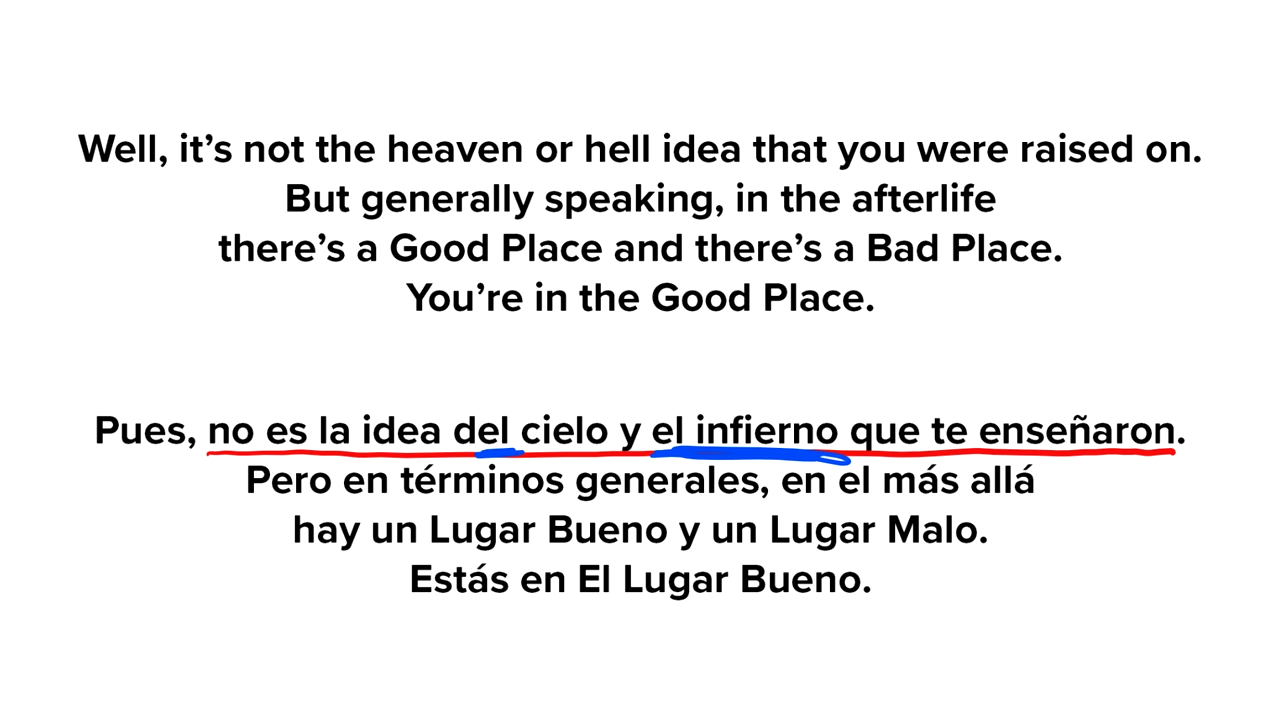 Well, it’s not the heaven or hell idea that you were raised on.
But generally speaking, in the afterlife
there’s a Good Place and there’s a Bad Place.
You’re in the Good Place.
Pues, no es la idea del cielo y el infierno que te enseñaron.
Pero en términos generales, en el más allá
hay un Lugar Bueno y un Lugar Malo.
Estás en El Lugar Bueno.